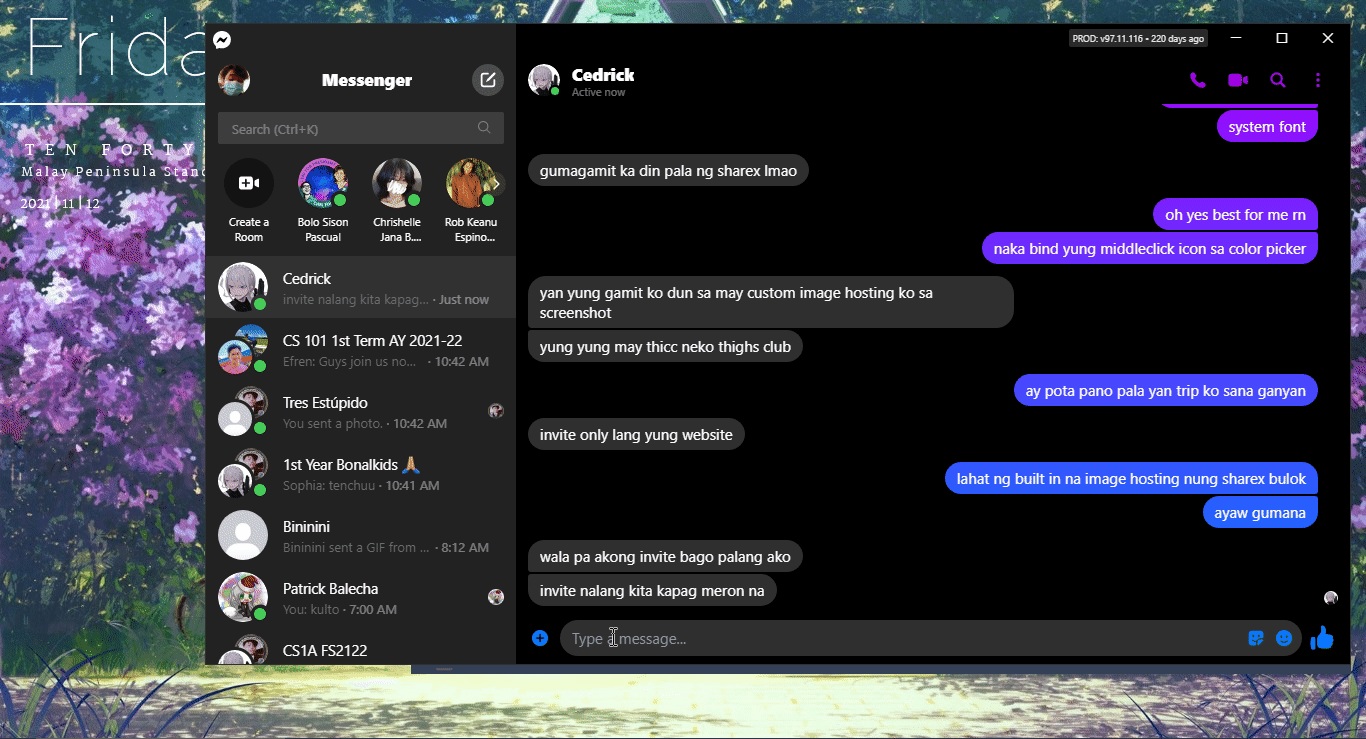 Frida
TEN FORTY
Malay Peninsula Stand
2021|11|12
PROD: v97.11.116 • 220 days ago
Messenger
Search (Ctrl+K)
Create a
Room
Bolo Sison
Pascual
Chrishelle
Jana B....
Rob Keanu
Espino...
Cedrick
invite nalang kita kapag... · Just now
CS 101 1st Term AY 2021-22
Efren: Guys join us no... · 10:42 AM
Tres Estúpido
You sent a photo. · 10:42 AM
1st Year Bonalkids 🙏
Sophia: tenchuu · 10:41 AM
Bininini
Bininini sent a GIF from ... · 8:12 AM
Patrick Balecha
You: kulto · 7:00 AM
CS1A FS2122
Cedrick
Active now
system font
gumagamit ka din pala ng sharex lmao
oh yes best for me rn
naka bind yung middleclick icon sa color picker
yan yung gamit ko dun sa may custom image hosting ko sa
screenshot
yung yung may thicc neko thighs club
ay pota pano pala yan trip ko sana ganyan
invite only lang yung website
lahat ng built in na image hosting nung sharex bulok
ayaw gumana
wala pa akong invite bago palang ako
invite nalang kita kapag meron na
Type a message...